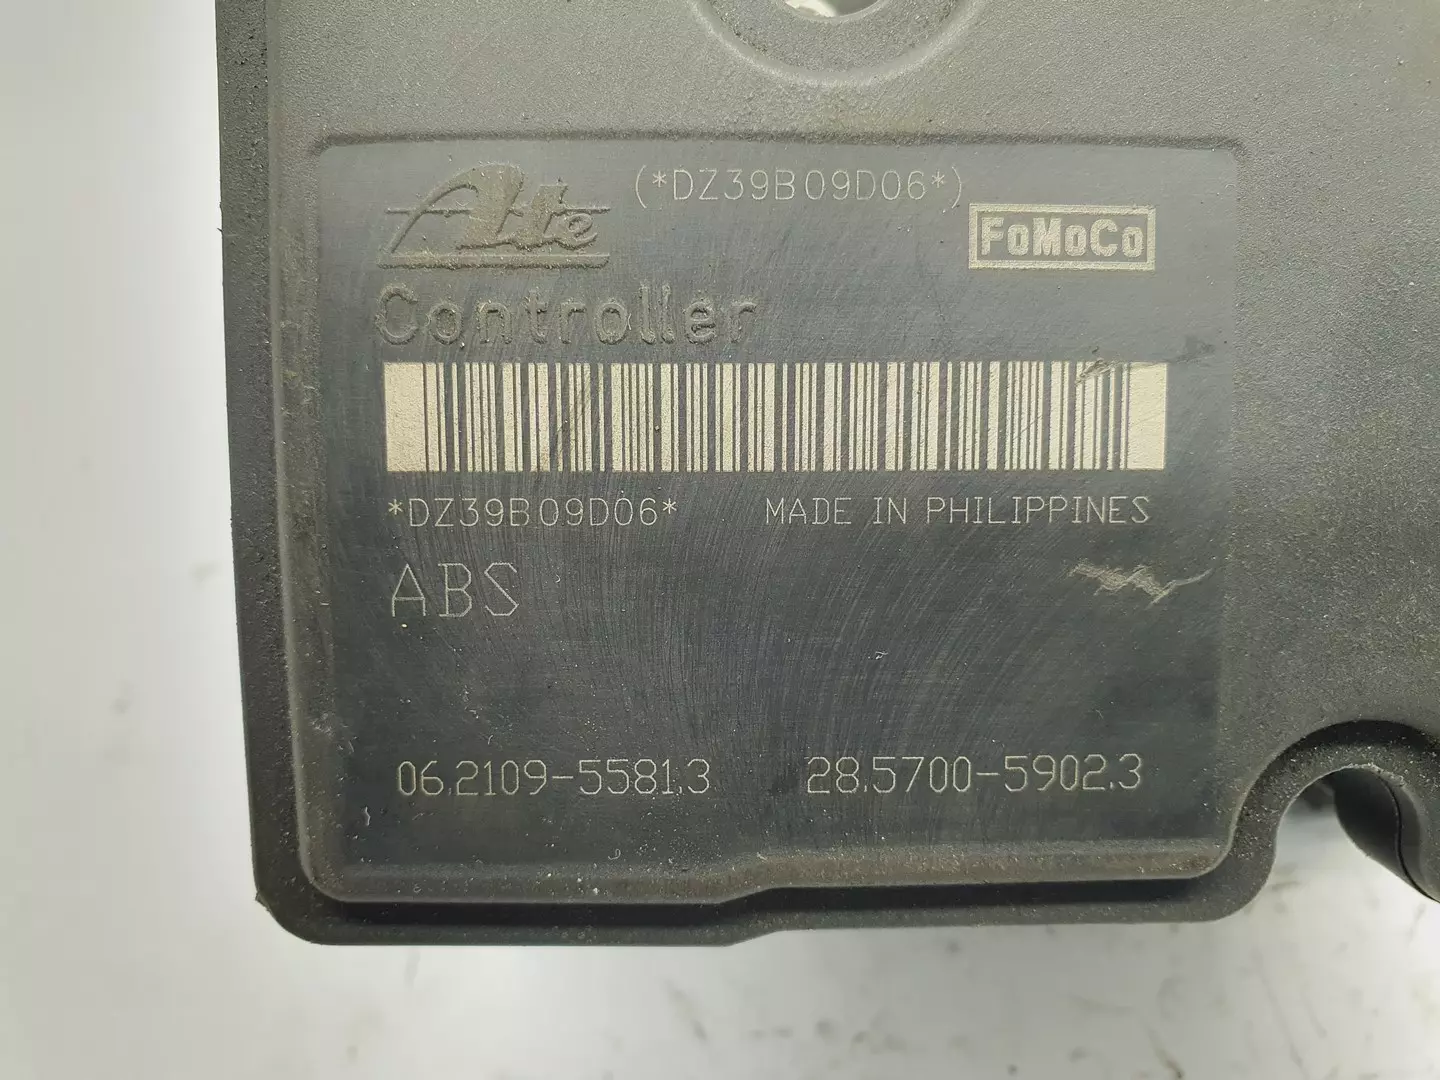 Ate (*DZ39B09D06*)
FoMoCo
Controller
*DZ39B09D06* MADE IN PHILIPPINES
ABS
06.2109-5581.3 28.5700-5902.3